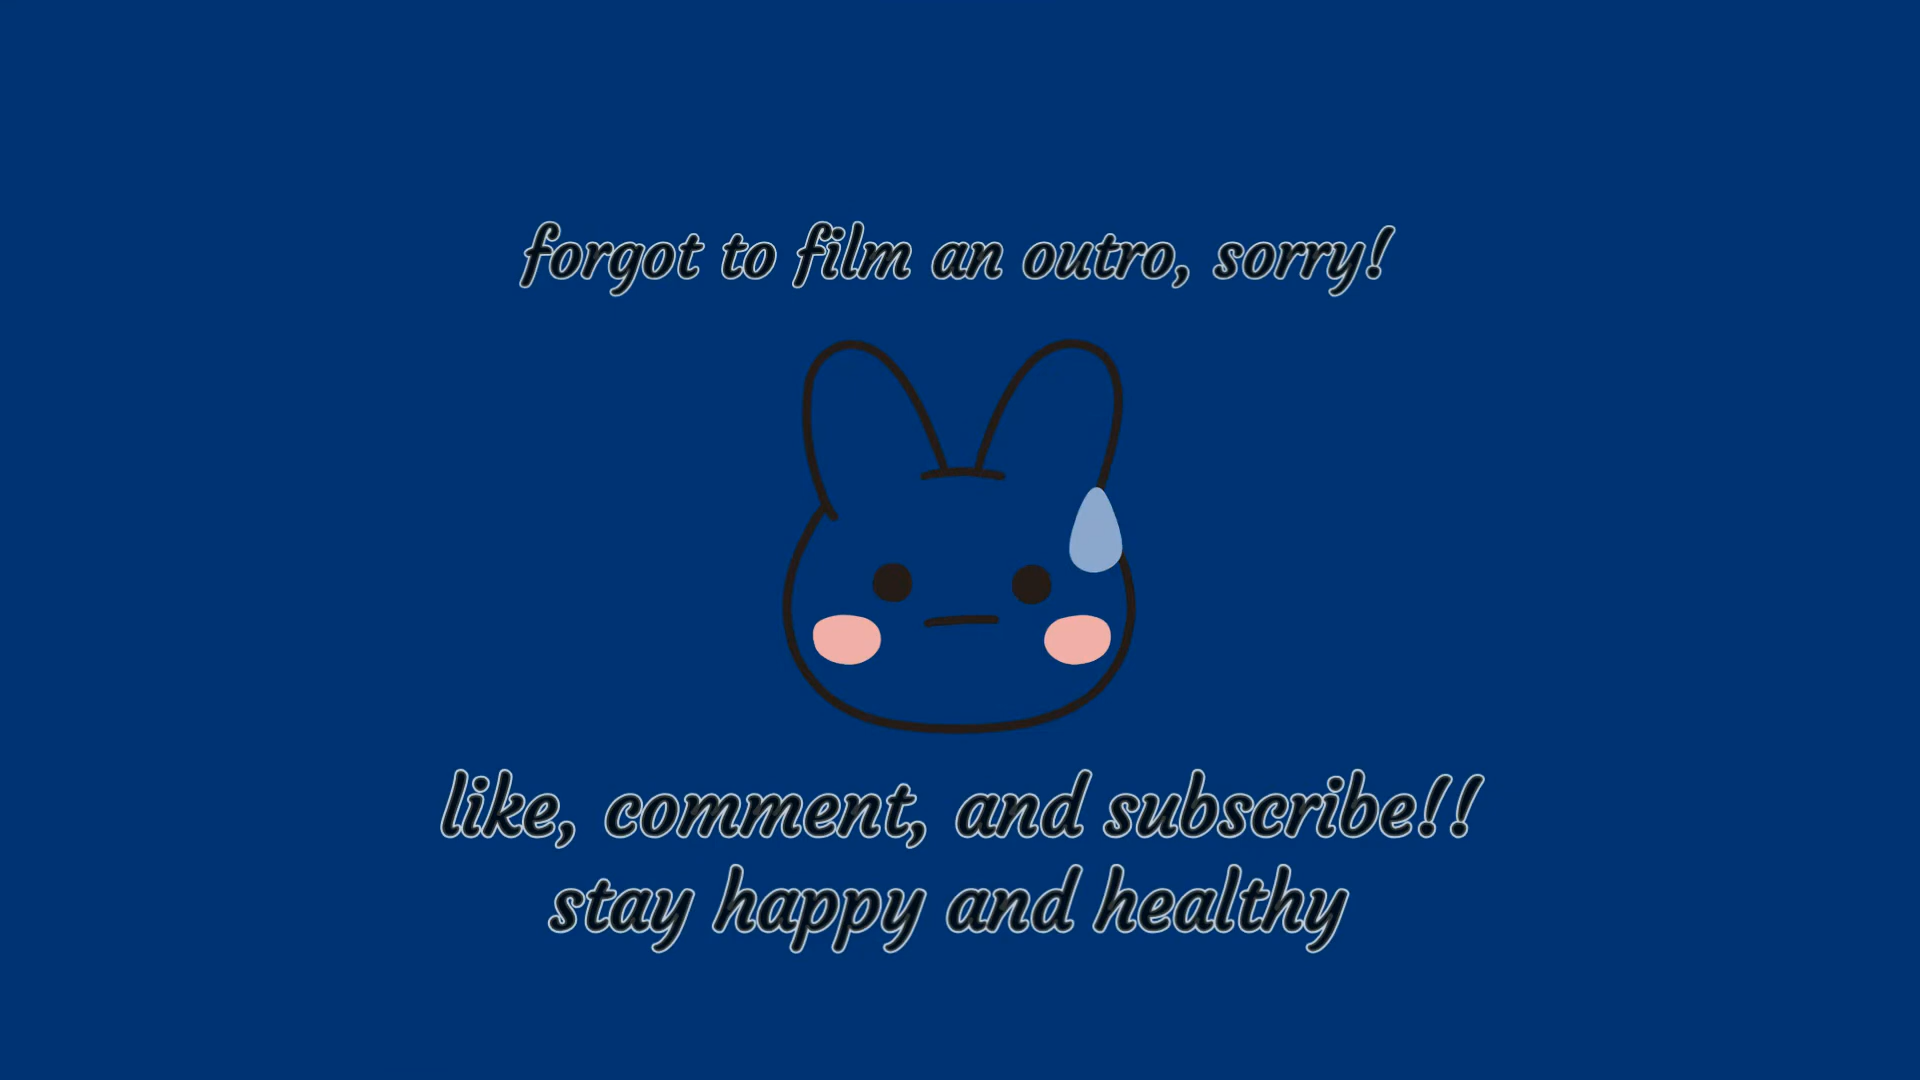 forgot to film an outro, sorry!
like, comment, and subscribe!!
stay happy and healthy